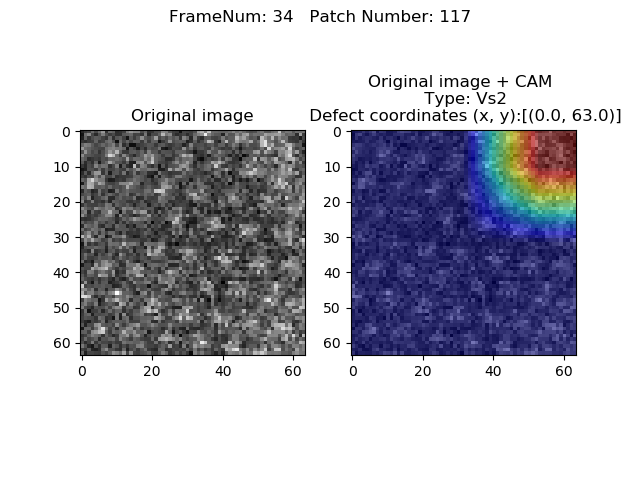 FrameNum: 34   Patch Number: 117
Original image
Original image + CAM
Type: Vs2
Defect coordinates (x, y):[(0.0, 63.0)]
0
10
20
30
40
50
60
0 20 40 60
0
10
20
30
40
50
60
0 20 40 60